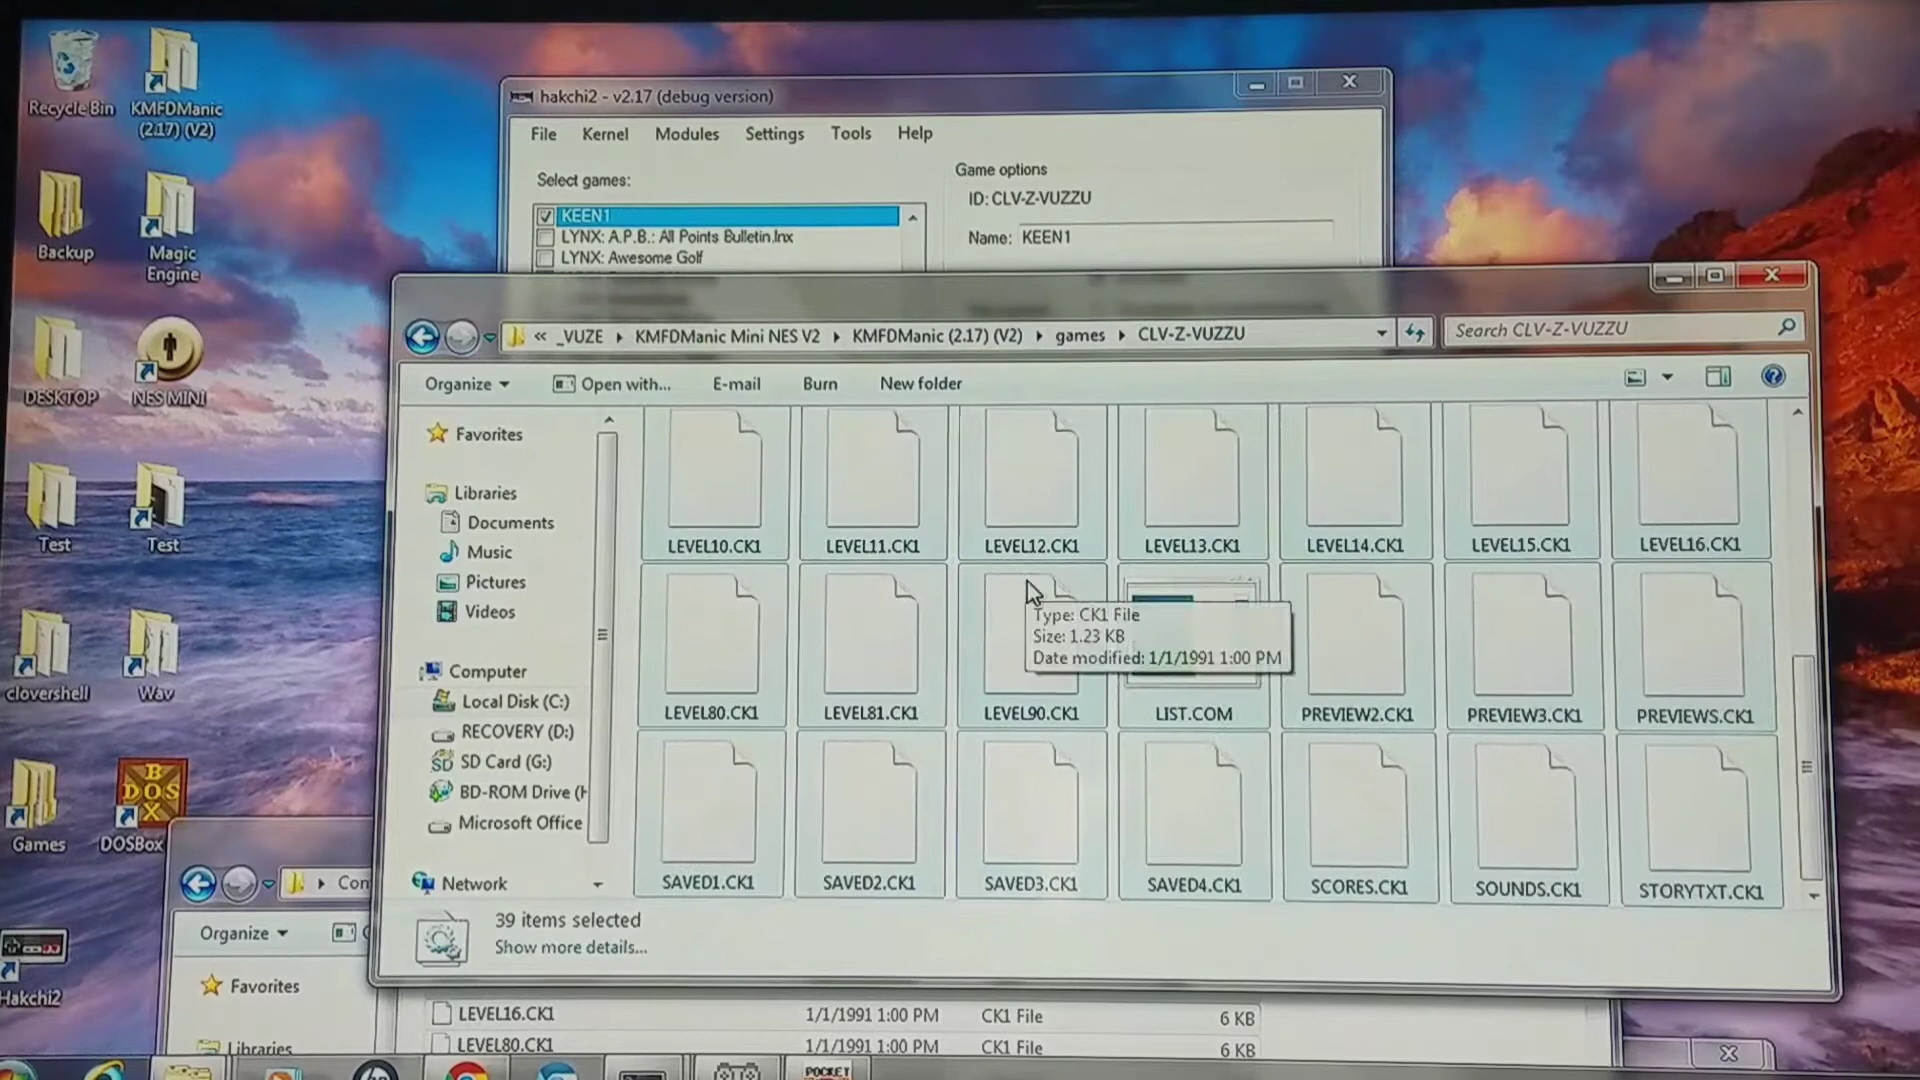 Recycle Bin
KMFDManic
(2.17) (V2)
Backup
Magic
Engine
DESKTOP
NES MINI
Test
Test
clovershell
Wav
Games
DOSBox
BOX
DOS
Hakchi2
hakchi2 - v2.17 (debug version)
File Kernel Modules Settings Tools Help
Select games:
KEEN1
LYNX: A.P.B.: All Points Bulletin.lnx
LYNX: Awesome Golf
Game options
ID: CLV-Z-VUZZU
Name: KEEN1
« _VUZE KMFDManic Mini NES V2 KMFDManic (2.17) (V2) games CLV-Z-VUZZU
Search CLV-Z-VUZZU
Organize Open with... E-mail Burn New folder
Favorites
Libraries
Documents
Music
Pictures
Videos
Computer
Local Disk (C:)
RECOVERY (D:)
SD Card (G:)
BD-ROM Drive (H
Microsoft Office
Network
LEVEL10.CK1 LEVEL11.CK1 LEVEL12.CK1 LEVEL13.CK1 LEVEL14.CK1 LEVEL15.CK1 LEVEL16.CK1
Type: CK1 File
Size: 1.23 KB
Date modified: 1/1/1991 1:00 PM
LEVEL80.CK1 LEVEL81.CK1 LEVEL90.CK1 LIST.COM PREVIEW2.CK1 PREVIEW3.CK1 PREVIEWS.CK1
SAVED1.CK1 SAVED2.CK1 SAVED3.CK1 SAVED4.CK1 SCORES.CK1 SOUNDS.CK1 STORYTXT.CK1
39 items selected
Show more details...
Con
Organize
Favorites
Libraries
LEVEL16.CK1 1/1/1991 1:00 PM CK1 File 6 KB
LEVEL80.CK1 1/1/1991 1:00 PM CK1 File 6 KB
POCKET